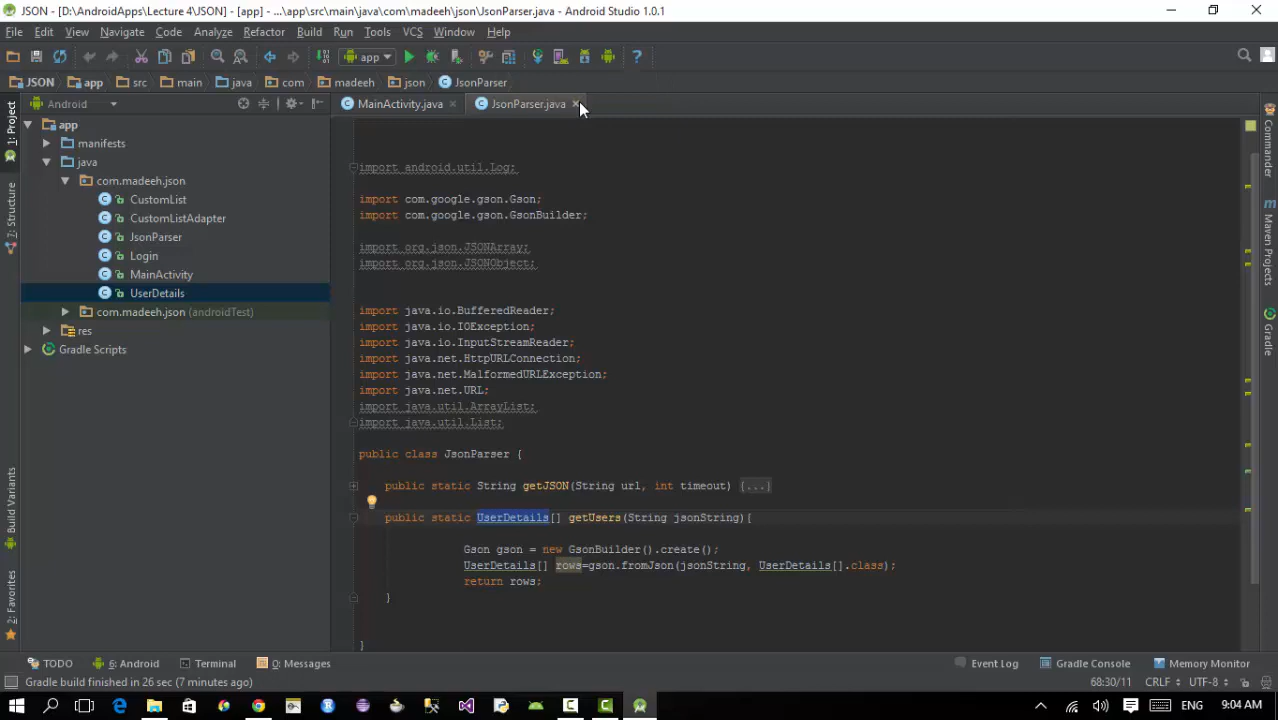 JSON - [D:\AndroidApps\Lecture 4\JSON] - [app] - ...\app\src\main\java\com\madeeh\json\JsonParser.java - Android Studio 1.0.1
File Edit View Navigate Code Analyze Refactor Build Run Tools VCS Window Help
app
JSON app src main java com madeeh json JsonParser
Android
MainActivity.java JsonParser.java
1: Project
7: Structure
Build Variants
2: Favorites
app
manifests
java
com.madeeh.json
CustomList
CustomListAdapter
JsonParser
Login
MainActivity
UserDetails
com.madeeh.json (androidTest)
res
Gradle Scripts
import android.util.Log;
import com.google.gson.Gson;
import com.google.gson.GsonBuilder;
import org.json.JSONArray;
import org.json.JSONObject;
import java.io.BufferedReader;
import java.io.IOException;
import java.io.InputStreamReader;
import java.net.HttpURLConnection;
import java.net.MalformedURLException;
import java.net.URL;
import java.util.ArrayList;
import java.util.List;
public class JsonParser {
public static String getJSON(String url, int timeout) {...}
public static UserDetails[] getUsers(String jsonString){
Gson gson = new GsonBuilder().create();
UserDetails[] rows=gson.fromJson(jsonString, UserDetails[].class);
return rows;
}
}
Commander
Maven Projects
Gradle
TODO 6: Android Terminal 0: Messages Event Log Gradle Console Memory Monitor
Gradle build finished in 26 sec (7 minutes ago) 68:30/11 CRLF UTF-8
ENG 9:04 AM